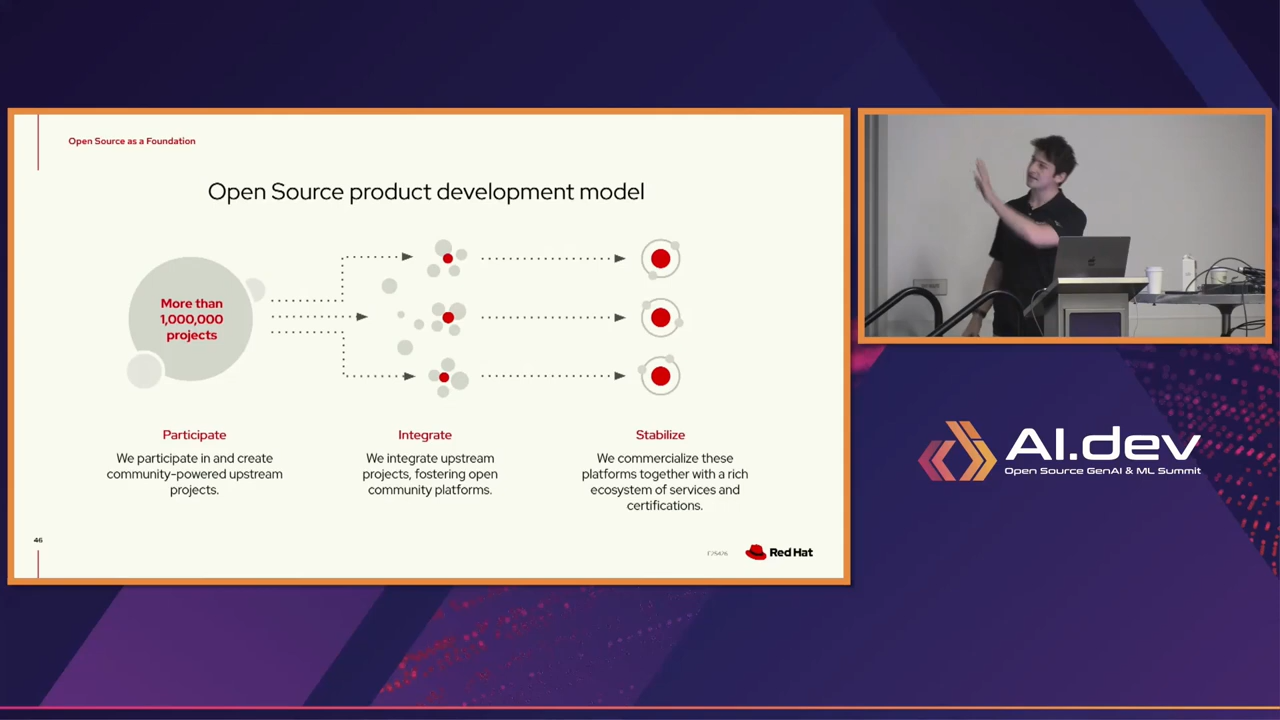 Open Source as a Foundation
Open Source product development model
More than
1,000,000
projects
Participate
We participate in and create
community-powered upstream
projects.
Integrate
We integrate upstream
projects, fostering open
community platforms.
Stabilize
We commercialize these
platforms together with a rich
ecosystem of services and
certifications.
46
Red Hat
AI.dev
Open Source GenAI & ML Summit